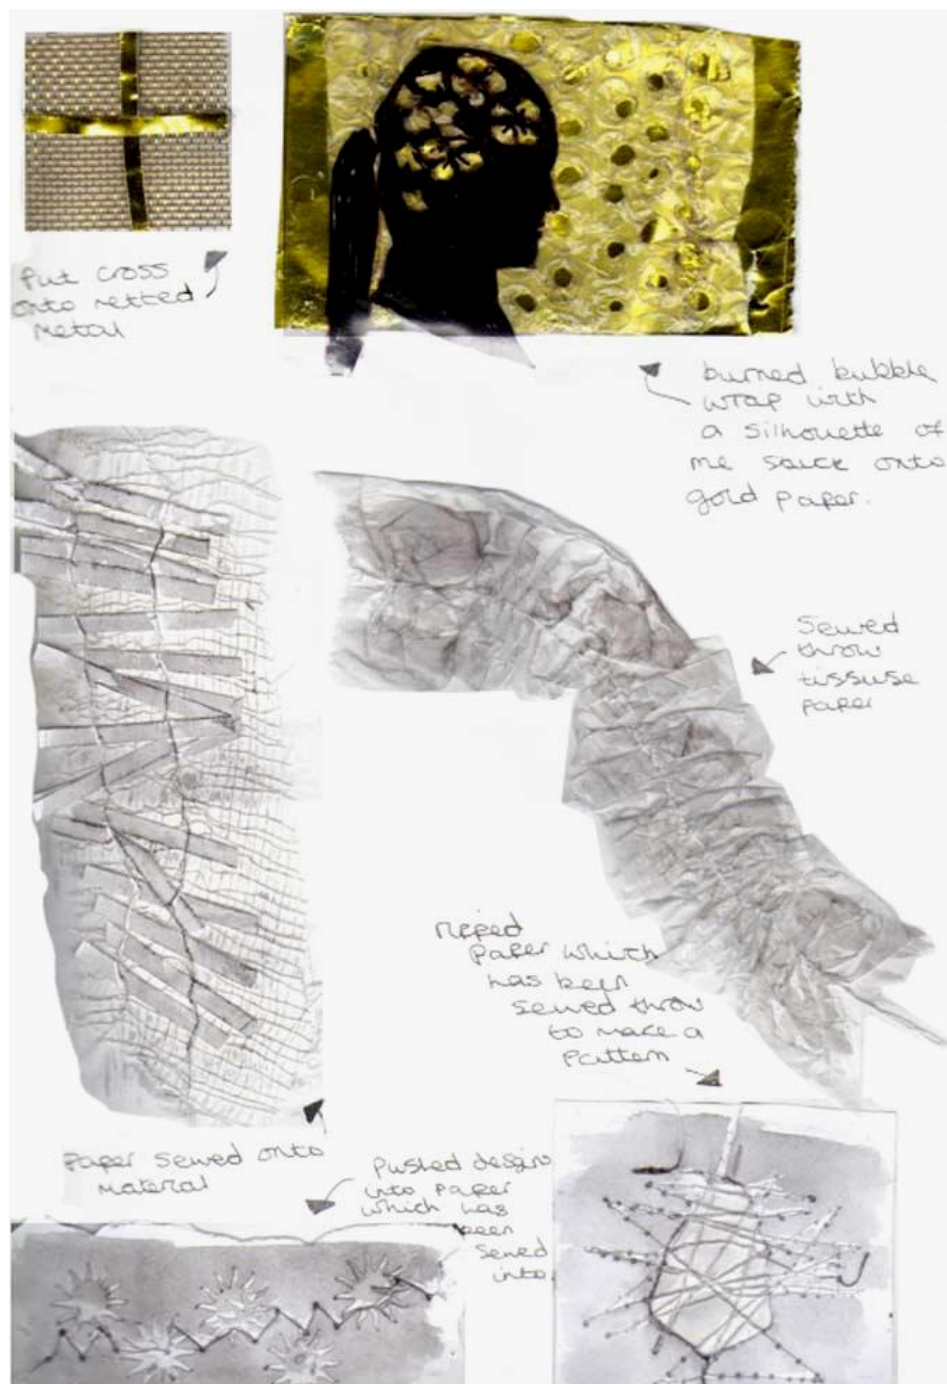 Put cross
onto netted
metal
burned bubble
wrap with
a silhouette of
me stuck onto
gold paper.
Sewed
throw
tissuse
paper
ripped
paper which
has been
sewed throw
to make a
pattern
Paper sewed onto
material
pushed design
into paper
which has
been
sewed
into.